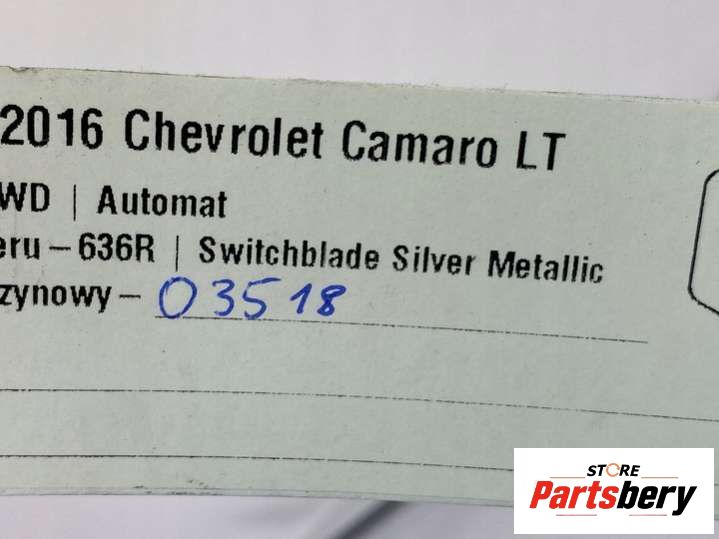 2016 Chevrolet Camaro LT
WD | Automat
eru – 636R | Switchblade Silver Metallic
zynowy – 03518
STORE
Partsbery